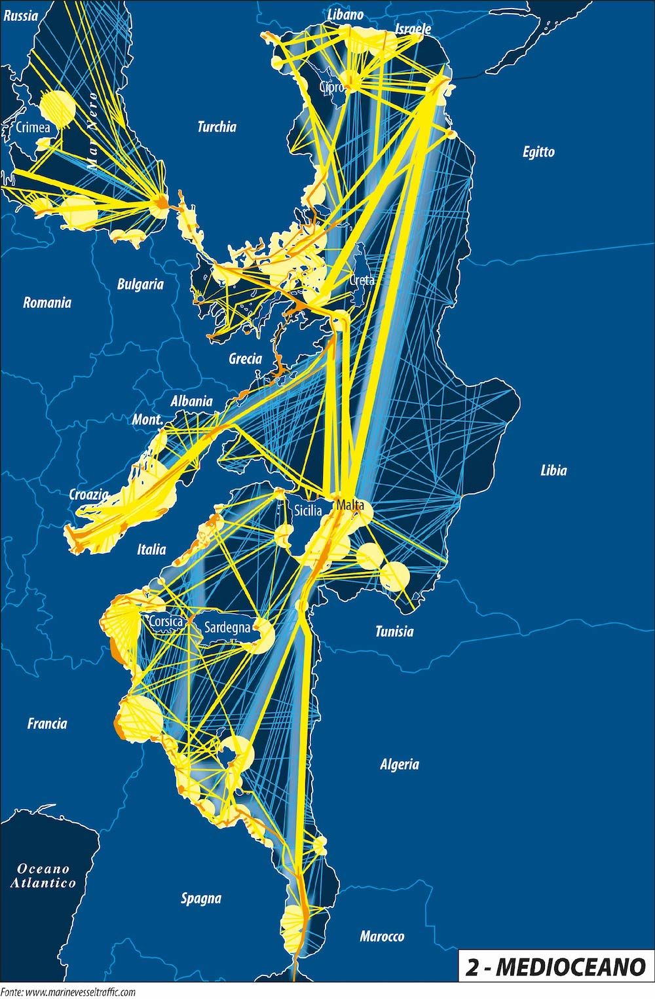 Russia
Libano
Israele
Cipro
Mar Nero
Crimea
Turchia
Egitto
Creta
Bulgaria
Romania
Grecia
Albania
Mont.
Libia
Croazia
Sicilia
Malta
Italia
Corsica
Sardegna
Tunisia
Francia
Algeria
Oceano
Atlantico
Spagna
Marocco
2 - MEDIOCEANO
Fonte: www.marinevesseltraffic.com